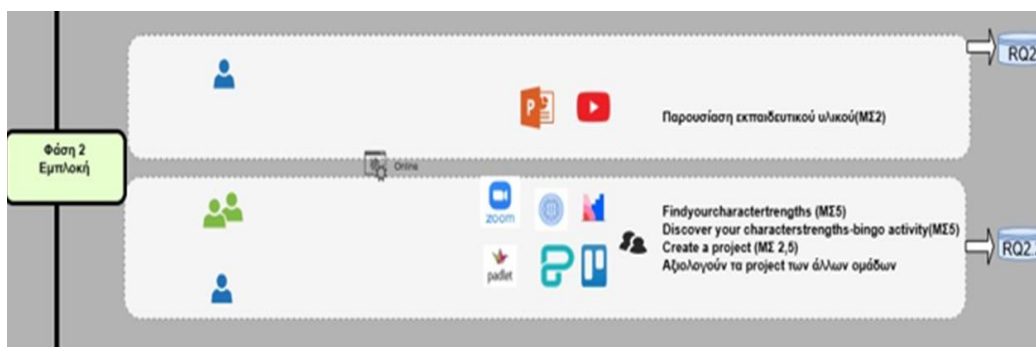 RQ2
P
Παρουσίαση εκπαιδευτικού υλικού(ΜΣ2)
Φάση 2
Εμπλοκή
Online
zoom
Findyourcharactertrengths (ΜΣ5)
Discover your characterstrengths-bingo activity(ΜΣ5)
Create a project (ΜΣ 2,5)
Αξιολογούν τα project των άλλων ομάδων
RQ2.
padlet